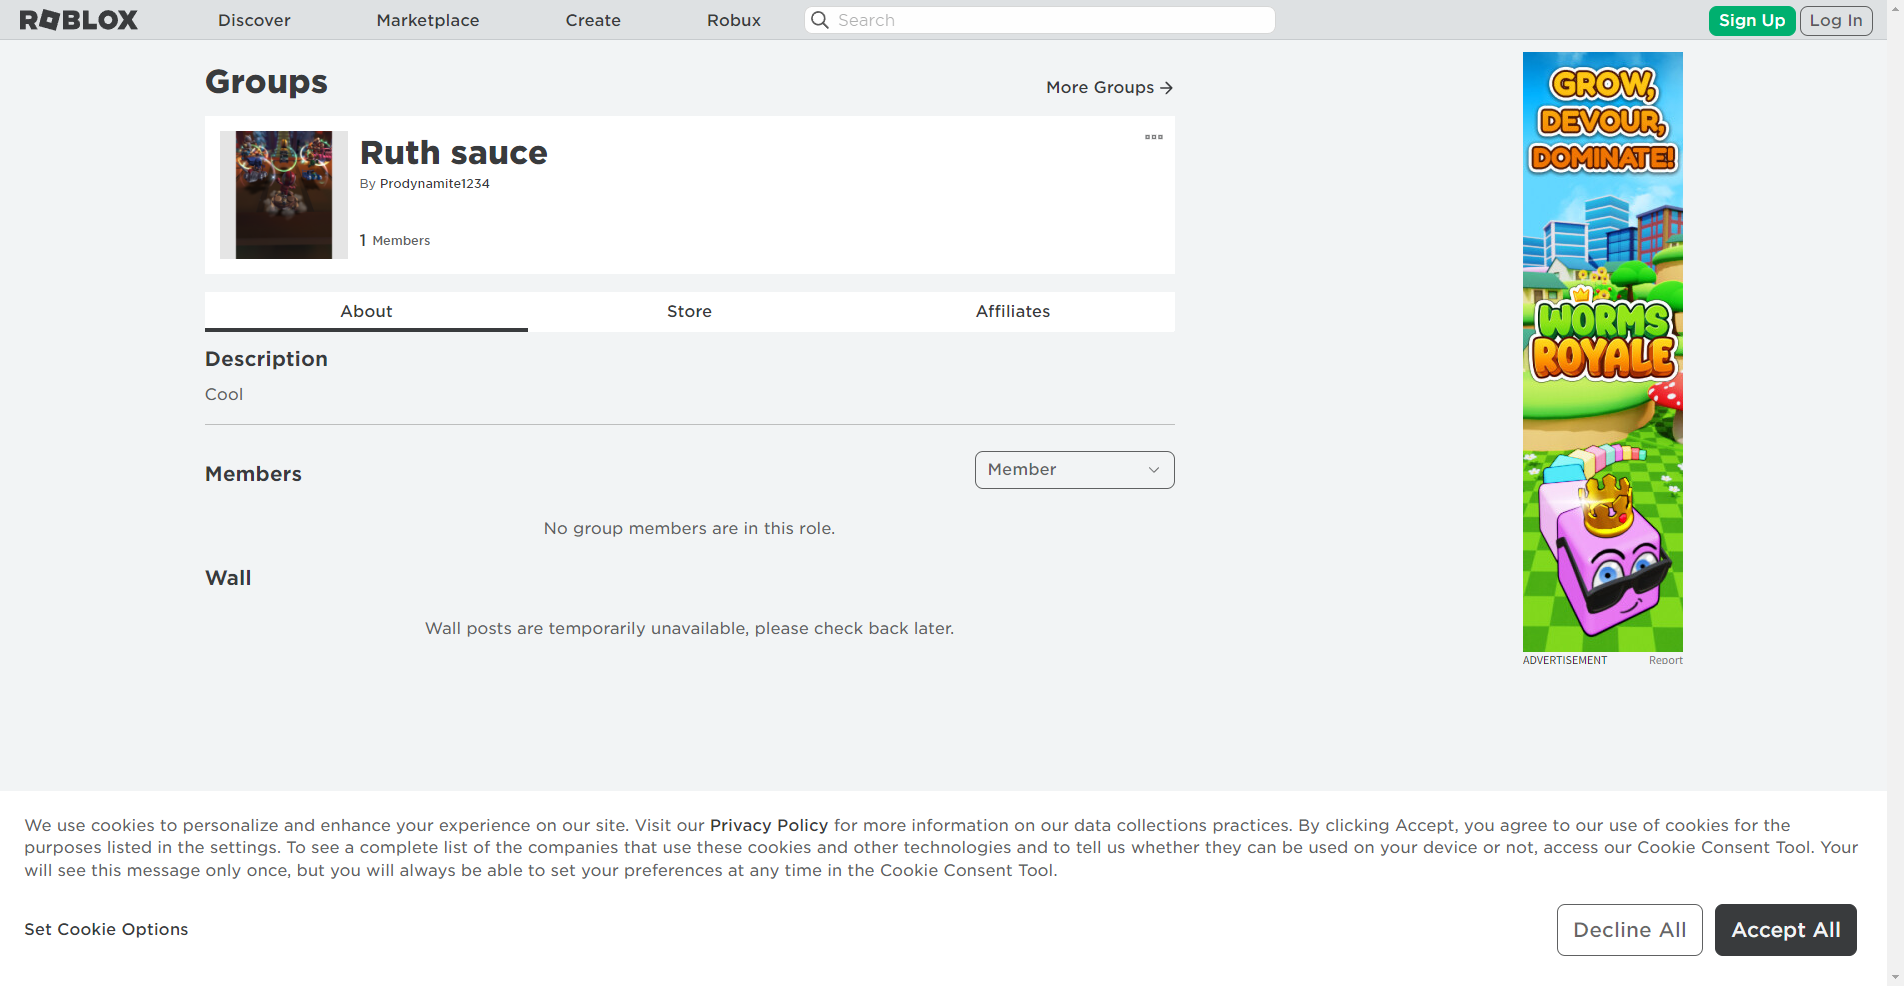 ROBLOX Discover Marketplace Create Robux Search Sign Up Log In
Groups
More Groups
Ruth sauce
By Prodynamite1234
1 Members
About Store Affiliates
Description
Cool
Members
Member
No group members are in this role.
Wall
Wall posts are temporarily unavailable, please check back later.
GROW,
DEVOUR,
DOMINATE!
WORMS
ROYALE
ADVERTISEMENT Report
We use cookies to personalize and enhance your experience on our site. Visit our Privacy Policy for more information on our data collections practices. By clicking Accept, you agree to our use of cookies for the
purposes listed in the settings. To see a complete list of the companies that use these cookies and other technologies and to tell us whether they can be used on your device or not, access our Cookie Consent Tool. Your
will see this message only once, but you will always be able to set your preferences at any time in the Cookie Consent Tool.
Set Cookie Options
Decline All
Accept All